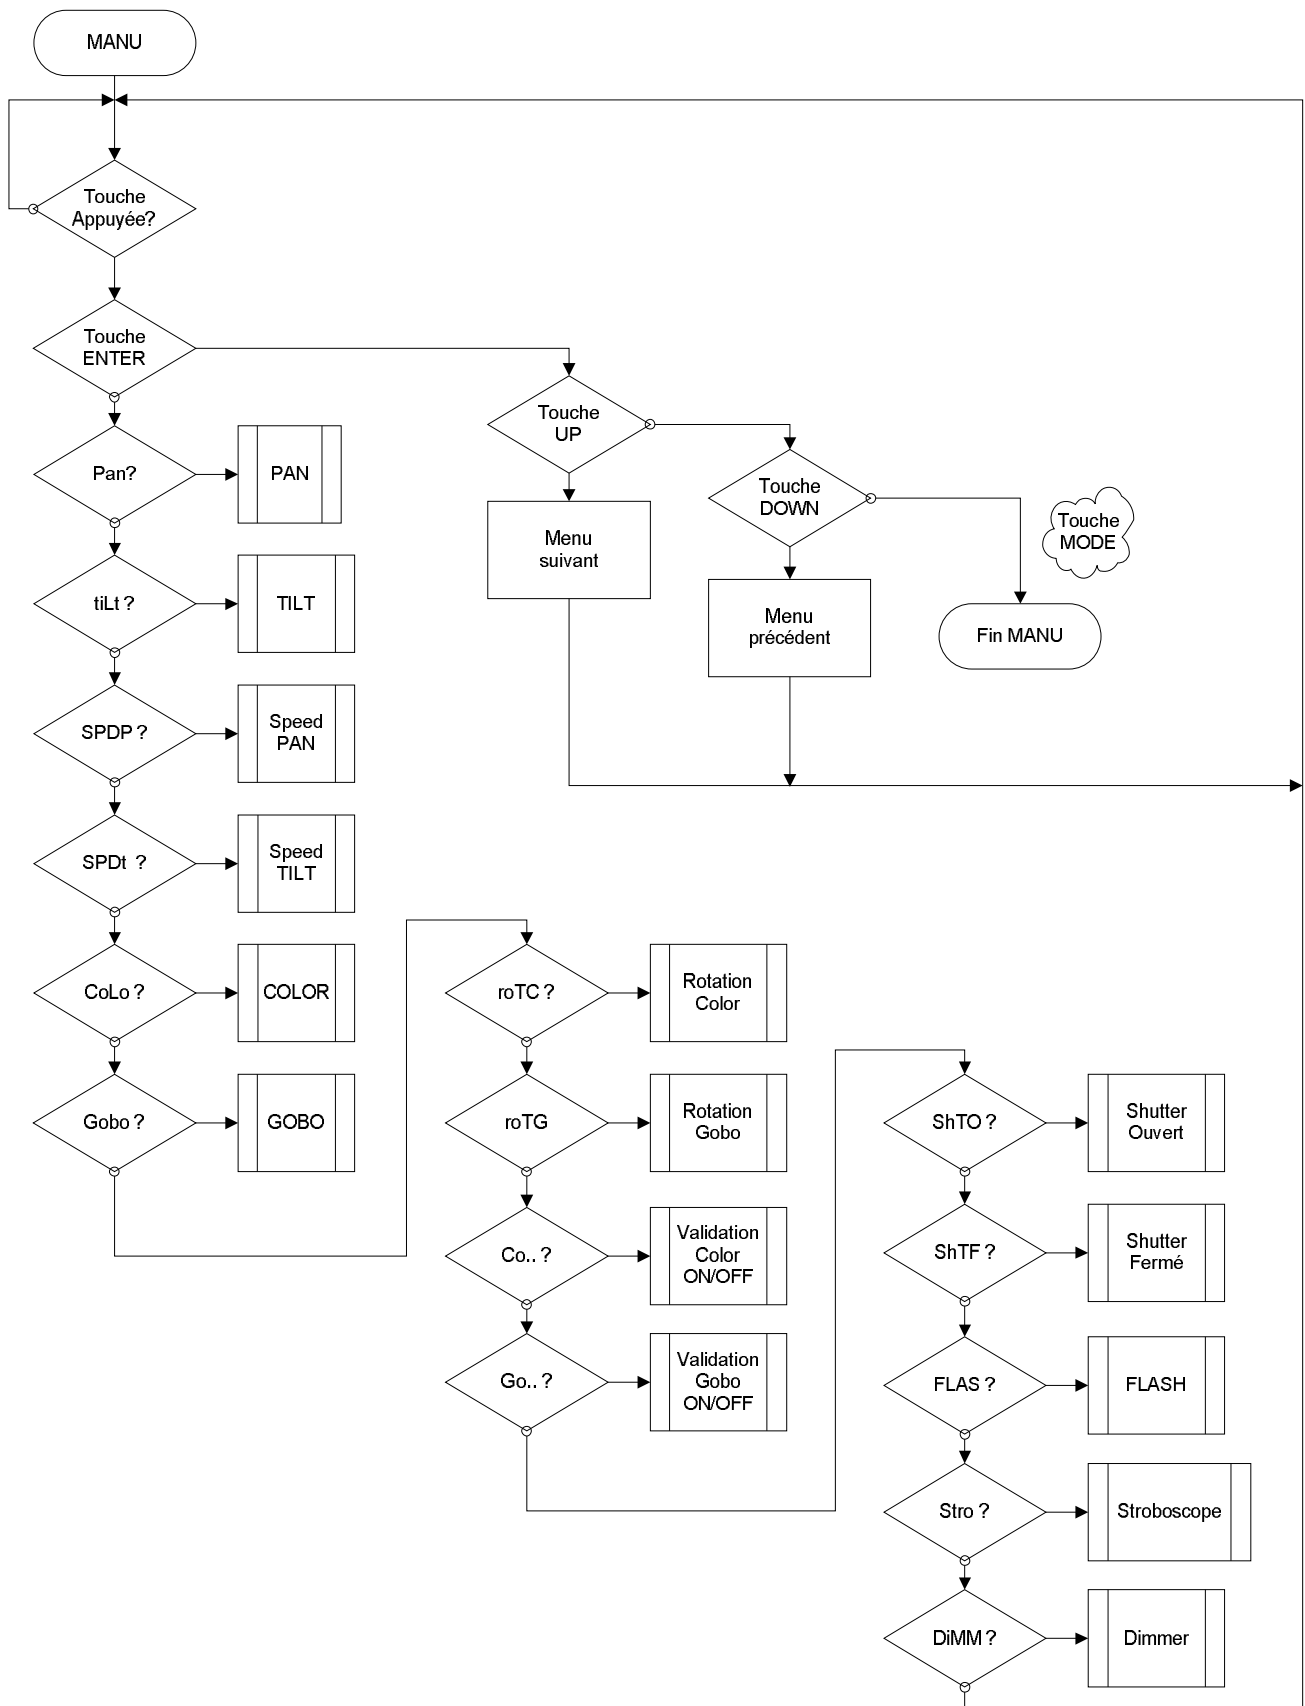 MANU
Touche
Appuyée?
Touche
ENTER
Touche
UP
Menu
suivant
Touche
DOWN
Menu
précédent
Touche
MODE
Fin MANU
Pan?
PAN
tiLt ?
TILT
SPDP ?
Speed
PAN
SPDt ?
Speed
TILT
CoLo ?
COLOR
Gobo ?
GOBO
roTC ?
Rotation
Color
roTG
Rotation
Gobo
Co.. ?
Validation
Color
ON/OFF
Go.. ?
Validation
Gobo
ON/OFF
ShTO ?
Shutter
Ouvert
ShTF ?
Shutter
Fermé
FLAS ?
FLASH
Stro ?
Stroboscope
DiMM ?
Dimmer